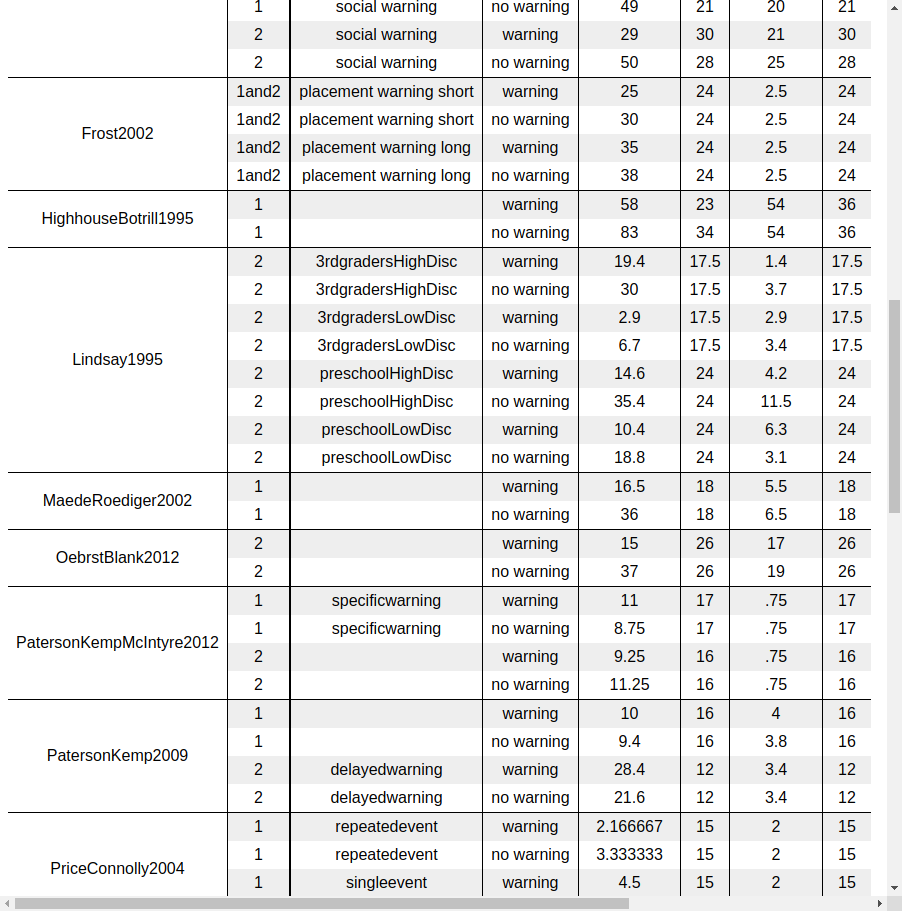 1 social warning no warning 49 21 20 21
2 social warning warning 29 30 21 30
2 social warning no warning 50 28 25 28
1and2 placement warning short warning 25 24 2.5 24
1and2 placement warning short no warning 30 24 2.5 24
Frost2002
1and2 placement warning long warning 35 24 2.5 24
1and2 placement warning long no warning 38 24 2.5 24
1 warning 58 23 54 36
HighhouseBotrill1995
1 no warning 83 34 54 36
2 3rdgradersHighDisc warning 19.4 17.5 1.4 17.5
2 3rdgradersHighDisc no warning 30 17.5 3.7 17.5
2 3rdgradersLowDisc warning 2.9 17.5 2.9 17.5
2 3rdgradersLowDisc no warning 6.7 17.5 3.4 17.5
Lindsay1995
2 preschoolHighDisc warning 14.6 24 4.2 24
2 preschoolHighDisc no warning 35.4 24 11.5 24
2 preschoolLowDisc warning 10.4 24 6.3 24
2 preschoolLowDisc no warning 18.8 24 3.1 24
1 warning 16.5 18 5.5 18
MaedeRoediger2002
1 no warning 36 18 6.5 18
2 warning 15 26 17 26
OebrstBlank2012
2 no warning 37 26 19 26
1 specificwarning warning 11 17 .75 17
1 specificwarning no warning 8.75 17 .75 17
PatersonKempMcIntyre2012
2 warning 9.25 16 .75 16
2 no warning 11.25 16 .75 16
1 warning 10 16 4 16
1 no warning 9.4 16 3.8 16
PatersonKemp2009
2 delayedwarning warning 28.4 12 3.4 12
2 delayedwarning no warning 21.6 12 3.4 12
1 repeatedevent warning 2.166667 15 2 15
1 repeatedevent no warning 3.333333 15 2 15
PriceConnolly2004
1 singleevent warning 4.5 15 2 15